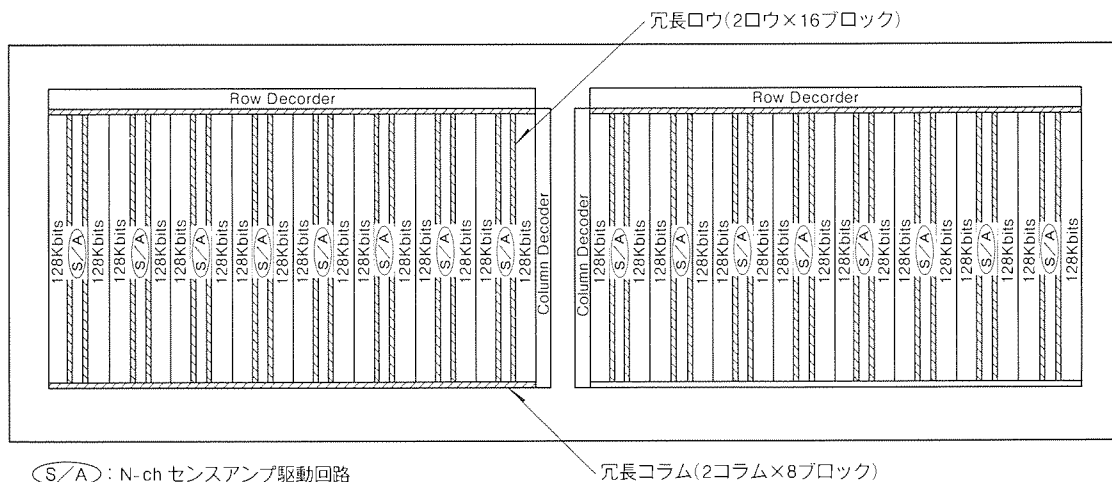 冗長ロウ(2ロウ×16ブロック)
Row Decorder
Row Decorder
128Kbits
S/A
128Kbits
128Kbits
S/A
128Kbits
128Kbits
S/A
128Kbits
128Kbits
S/A
128Kbits
128Kbits
S/A
128Kbits
128Kbits
S/A
128Kbits
128Kbits
S/A
128Kbits
128Kbits
S/A
128Kbits
Column Decoder
Column Decoder
128Kbits
S/A
128Kbits
128Kbits
S/A
128Kbits
128Kbits
S/A
128Kbits
128Kbits
S/A
128Kbits
128Kbits
S/A
128Kbits
128Kbits
S/A
128Kbits
128Kbits
S/A
128Kbits
128Kbits
S/A
128Kbits
S/A : N-ch センスアンプ駆動回路
冗長コラム(2コラム×8ブロック)